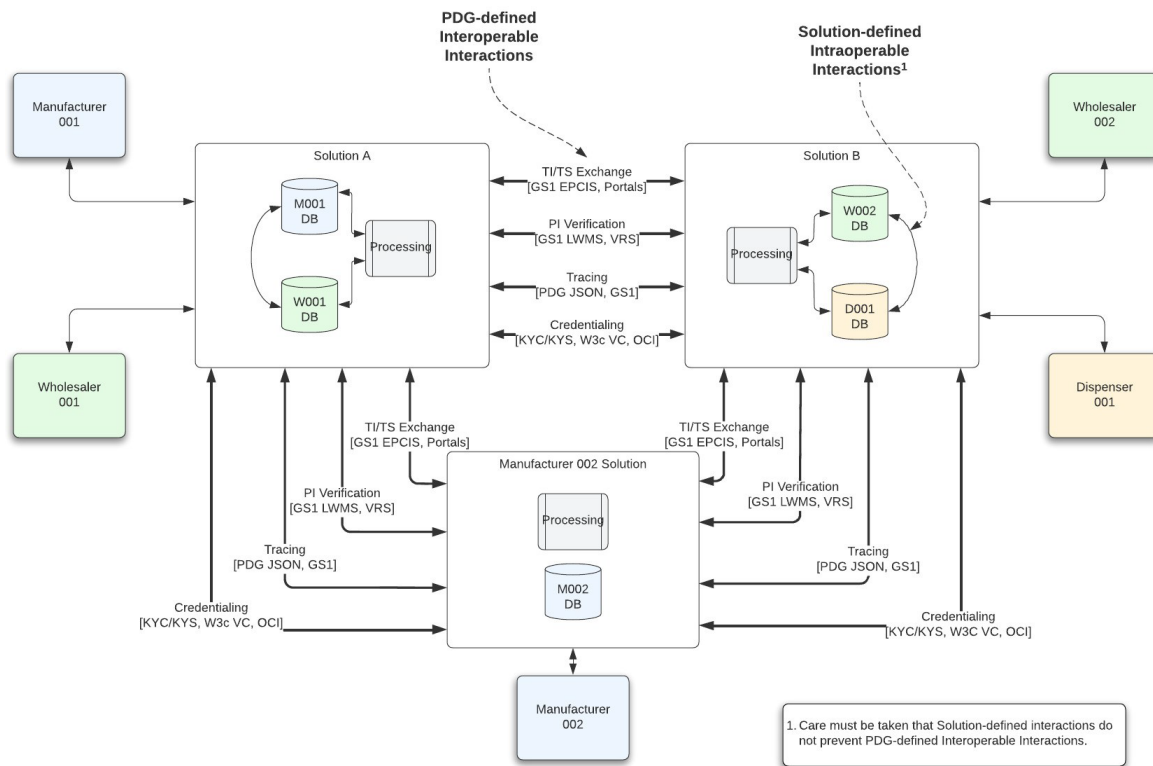 PDG-defined
Interoperable
Interactions
Solution-defined
Intraoperable
Interactions1
Manufacturer
001
Wholesaler
002
Solution A
M001
DB
Processing
W001
DB
TI/TS Exchange
[GS1 EPCIS, Portals]
PI Verification
[GS1 LWMS, VRS]
Tracing
[PDG JSON, GS1]
Credentialing
[KYC/KYS, W3c VC, OCI]
Solution B
W002
DB
Processing
D001
DB
Wholesaler
001
Dispenser
001
TI/TS Exchange
[GS1 EPCIS, Portals]
PI Verification
[GS1 LWMS, VRS]
Tracing
[PDG JSON, GS1]
Credentialing
[KYC/KYS, W3c VC, OCI]
Manufacturer 002 Solution
Processing
M002
DB
TI/TS Exchange
[GS1 EPCIS, Portals]
PI Verification
[GS1 LWMS, VRS]
Tracing
[PDG JSON, GS1]
Credentialing
[KYC/KYS, W3C VC, OCI]
Manufacturer
002
1. Care must be taken that Solution-defined interactions do
not prevent PDG-defined Interoperable Interactions.